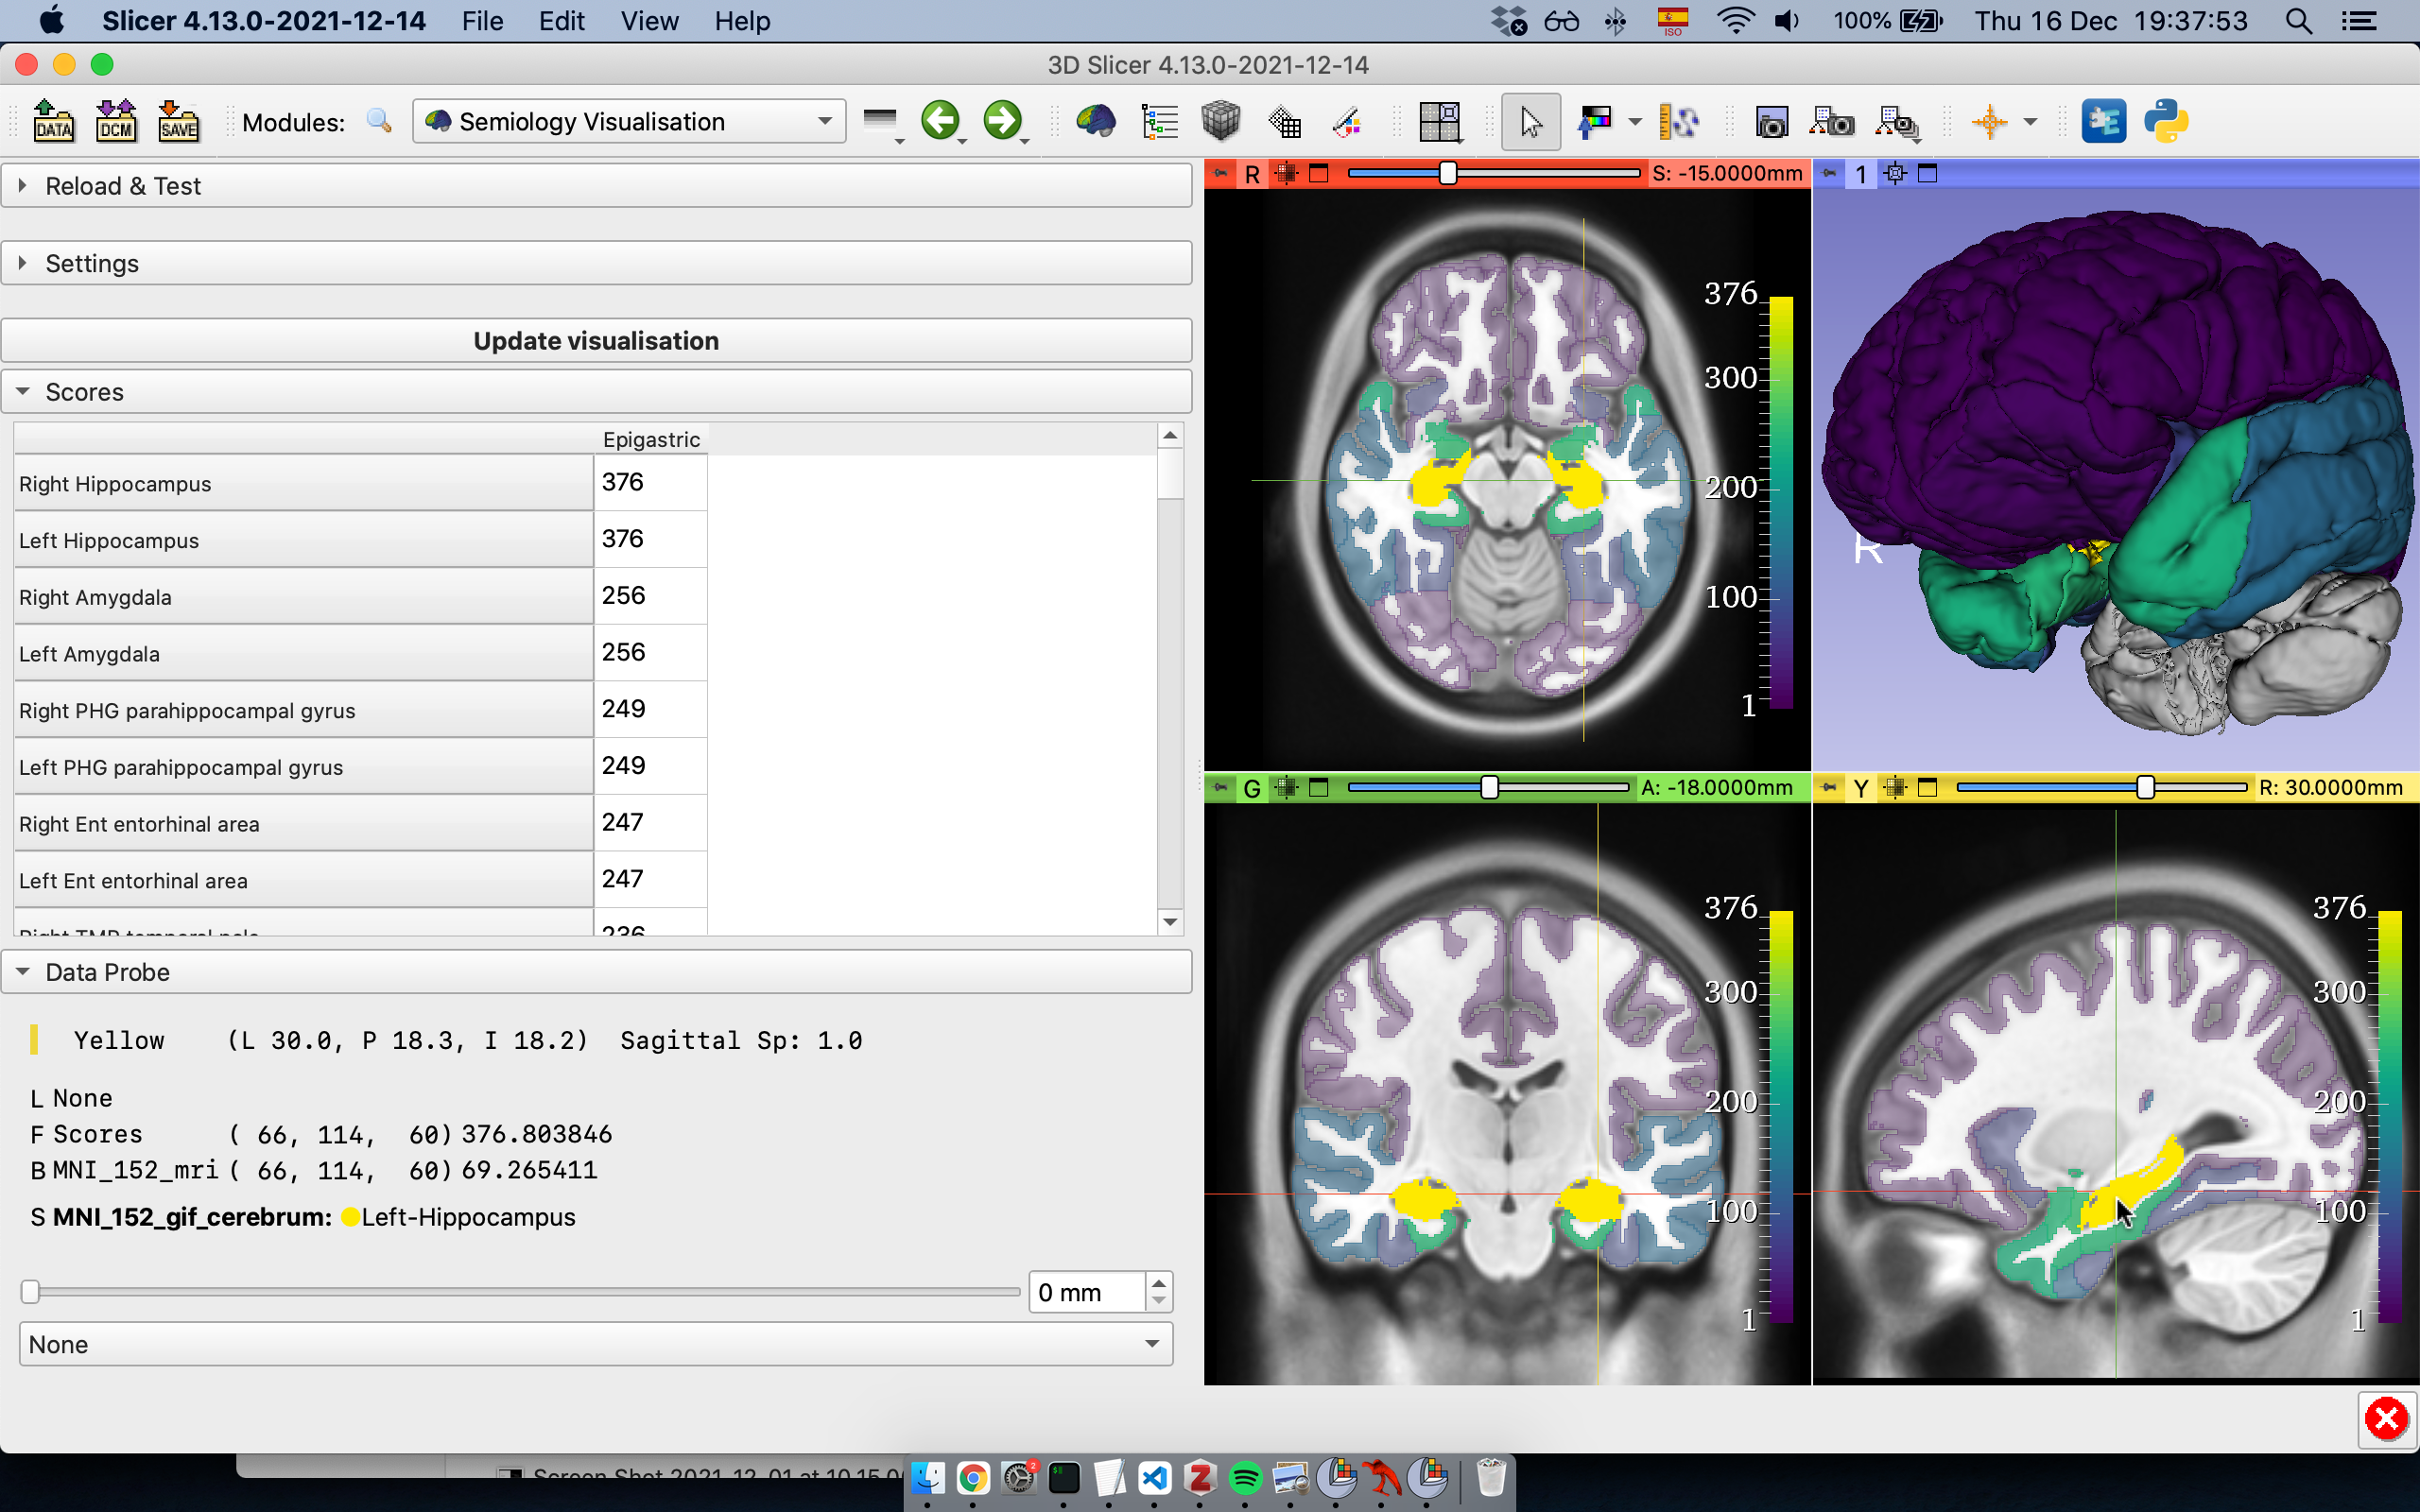 Slicer 4.13.0-2021-12-14 File Edit View Help ISO 100% Thu 16 Dec 19:37:53
3D Slicer 4.13.0-2021-12-14
DATA DCM SAVE Modules: Semiology Visualisation
Reload & Test
Settings
Update visualisation
Scores
Epigastric
Right Hippocampus 376
Left Hippocampus 376
Right Amygdala 256
Left Amygdala 256
Right PHG parahippocampal gyrus 249
Left PHG parahippocampal gyrus 249
Right Ent entorhinal area 247
Left Ent entorhinal area 247
Right TMP temporal pole 236
Data Probe
Yellow (L 30.0, P 18.3, I 18.2) Sagittal Sp: 1.0
L None
F Scores ( 66, 114, 60) 376.803846
B MNI_152_mri ( 66, 114, 60) 69.265411
S MNI_152_gif_cerebrum: Left-Hippocampus
0 mm
None
R S: -15.0000mm
376
300
200
100
1
1
R
G A: -18.0000mm
376
300
200
100
1
Y R: 30.0000mm
376
300
200
100
1
Screen Shot 2021-12-01 at 10.15.0
2